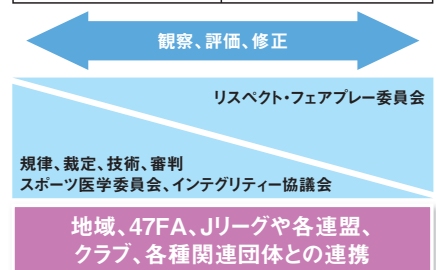 観察、評価、修正
リスペクト・フェアプレー委員会
規律、裁定、技術、審判
スポーツ医学委員会、インテグリティー協議会
地域、47FA、Jリーグや各連盟、
クラブ、各種関連団体との連携